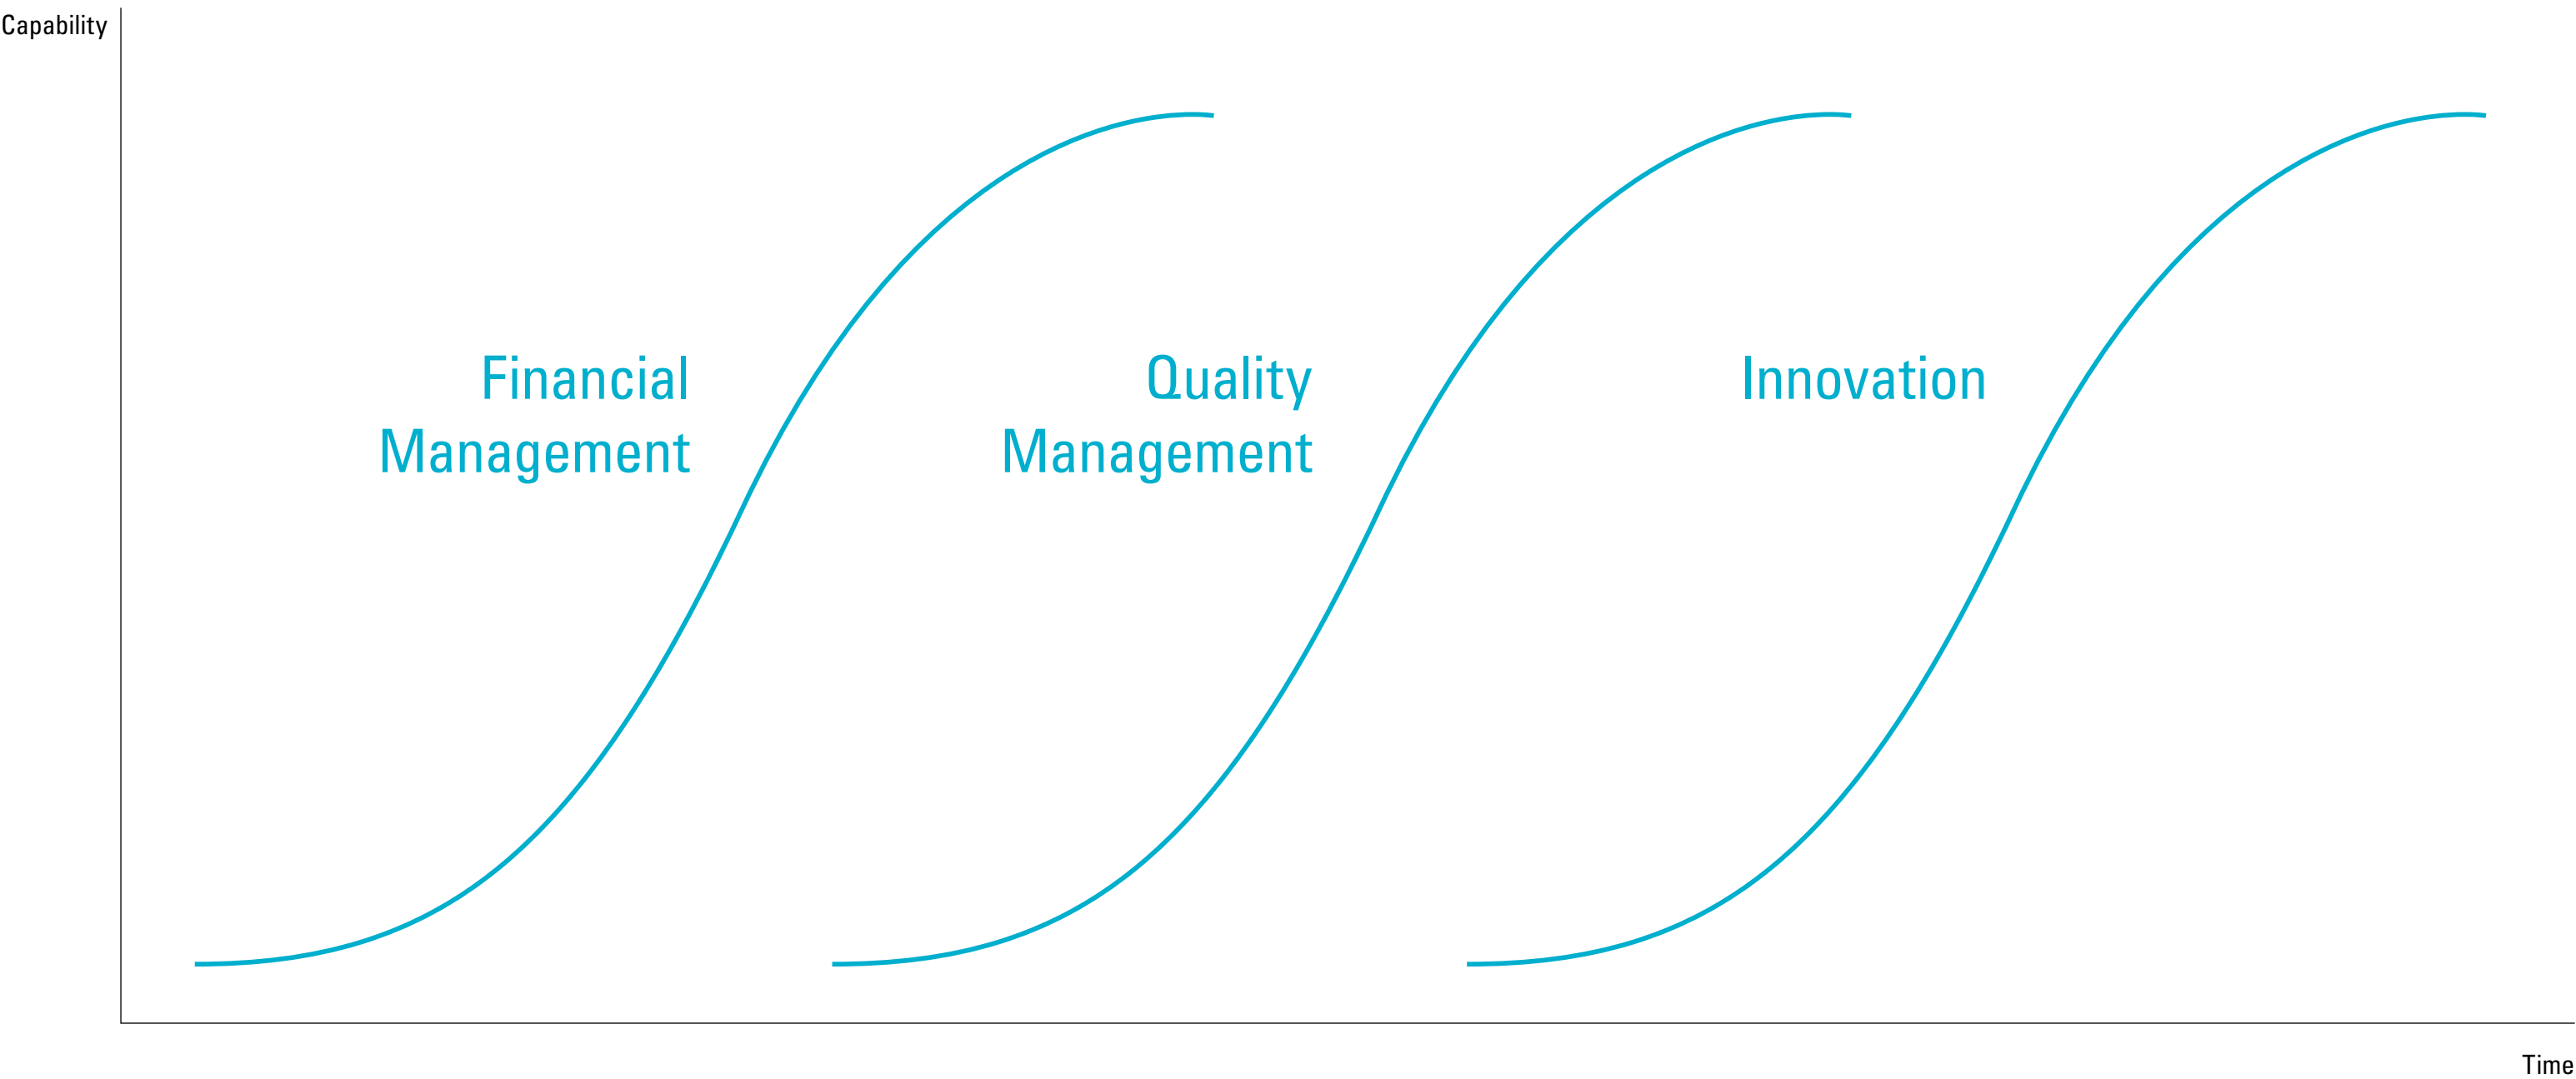 Capability
Financial
Management
Quality
Management
Innovation
Time